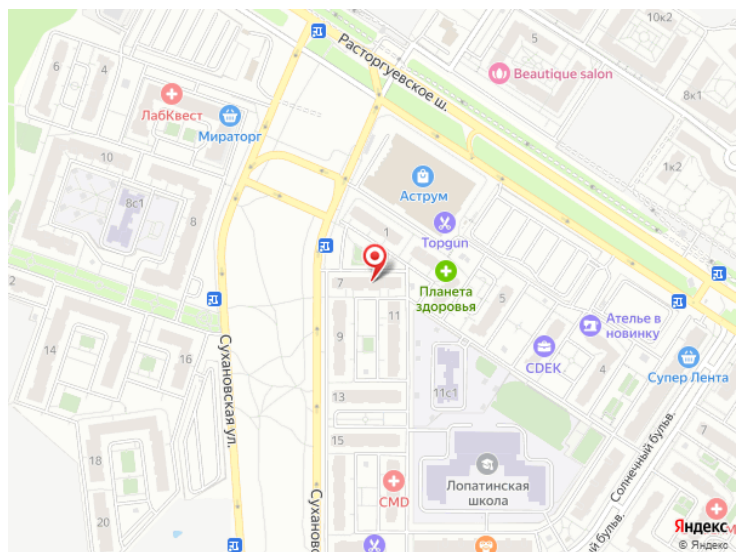 10к2
5
6
4
Расторгуевское ш.
Beautique salon
8к1
ЛабКвест
Мираторг
10
1к2
8с1
8
Аструм
1
Topgun
2
7
Планета
здоровья
5
9
11
Ателье в
новинку
14
16
Сухановская ул.
CDEK
4
Супер Лента
13
11с1
15
7
18
Лопатинская
школа
CMD
Солнечный бульв.
20
Суханов
бульв.
Яндекс
© Яндекс